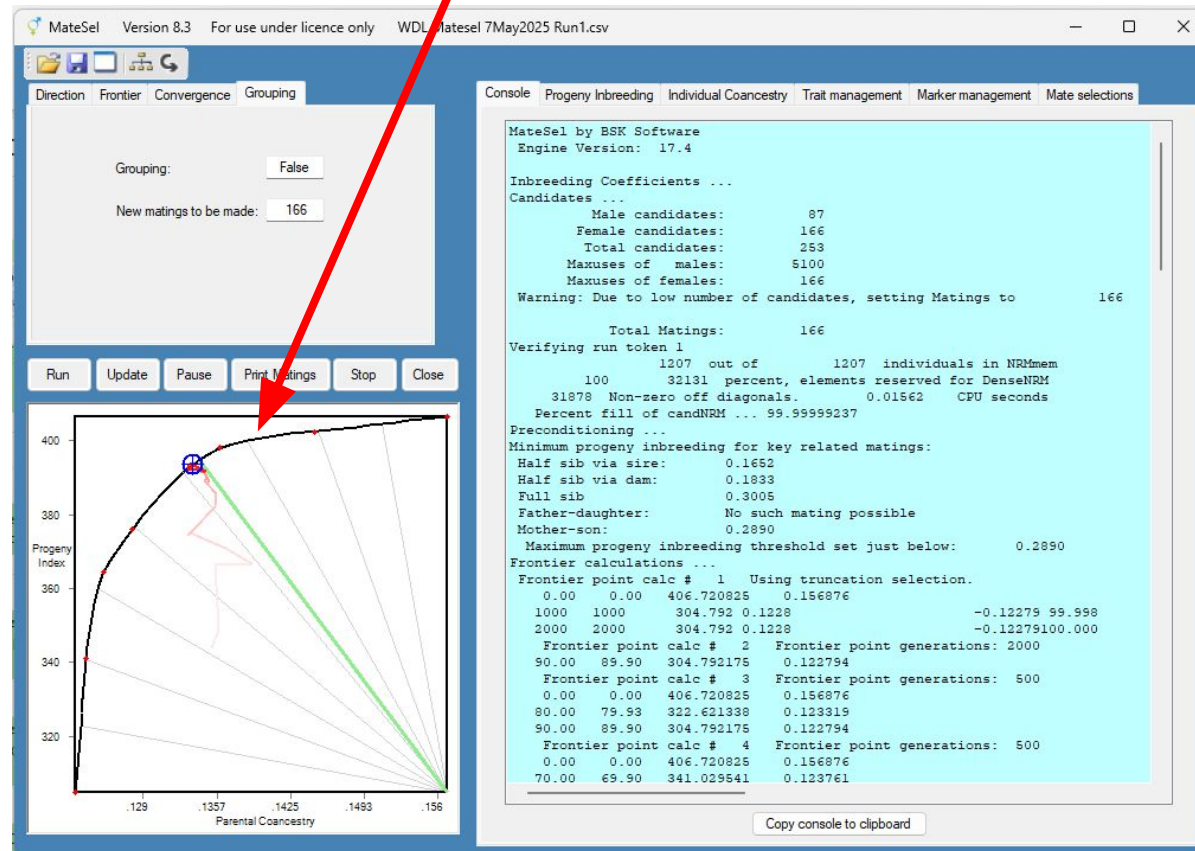 MateSel Version 8.3 For use under licence only WDL Matesel 7May2025 Run1.csv
Direction Frontier Convergence Grouping
Grouping: False
New matings to be made: 166
Run Update Pause Print Matings Stop Close
400
380
Progeny
Index
360
340
320
.129 .1357 .1425 .1493 .156
Parental Coancestry
Console Progeny Inbreeding Individual Coancestry Trait management Marker management Mate selections
MateSel by BSK Software
Engine Version: 17.4
Inbreeding Coefficients ...
Candidates ...
Male candidates: 87
Female candidates: 166
Total candidates: 253
Maxuses of males: 5100
Maxuses of females: 166
Warning: Due to low number of candidates, setting Matings to 166
Total Matings: 166
Verifying run token 1
1207 out of 1207 individuals in NRMmem
100 32131 percent, elements reserved for DenseNRM
31878 Non-zero off diagonals. 0.01562 CPU seconds
Percent fill of candNRM ... 99.99999237
Preconditioning ...
Minimum progeny inbreeding for key related matings:
Half sib via sire: 0.1652
Half sib via dam: 0.1833
Full sib 0.3005
Father-daughter: No such mating possible
Mother-son: 0.2890
Maximum progeny inbreeding threshold set just below: 0.2890
Frontier calculations ...
Frontier point calc # 1 Using truncation selection.
0.00 0.00 406.720825 0.156876
1000 1000 304.792 0.1228 -0.12279 99.998
2000 2000 304.792 0.1228 -0.12279100.000
Frontier point calc # 2 Frontier point generations: 2000
90.00 89.90 304.792175 0.122794
Frontier point calc # 3 Frontier point generations: 500
0.00 0.00 406.720825 0.156876
80.00 79.93 322.621338 0.123319
90.00 89.90 304.792175 0.122794
Frontier point calc # 4 Frontier point generations: 500
0.00 0.00 406.720825 0.156876
70.00 69.90 341.029541 0.123761
Copy console to clipboard